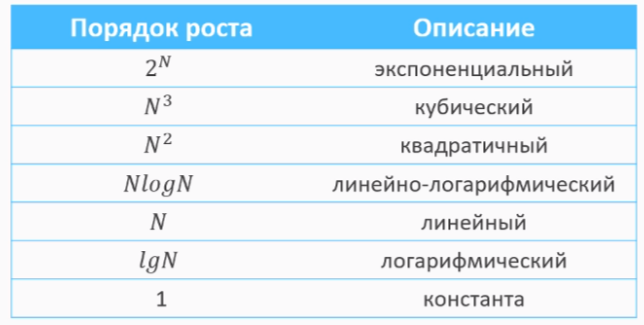 Порядок роста Описание
2^N экспоненциальный
N^3 кубический
N^2 квадратичный
NlogN линейно-логарифмический
N линейный
lgN логарифмический
1 константа